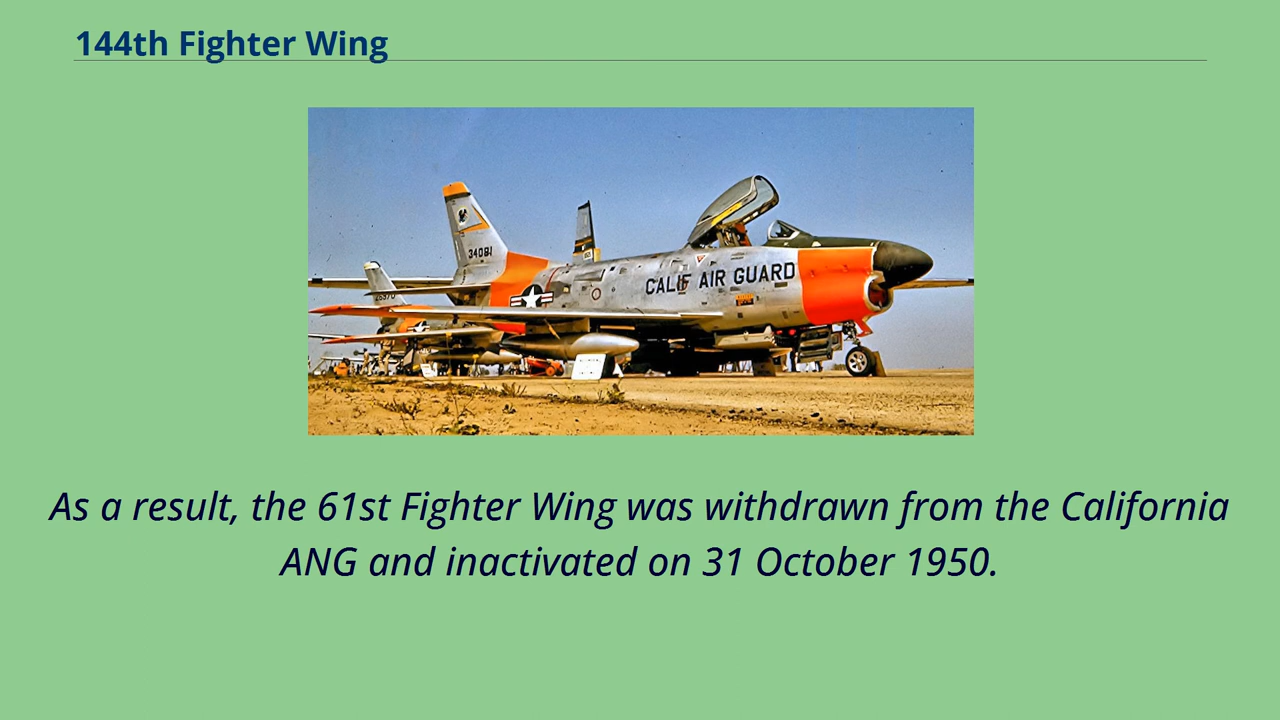 144th Fighter Wing
34081
CALIF AIR GUARD
As a result, the 61st Fighter Wing was withdrawn from the California
ANG and inactivated on 31 October 1950.